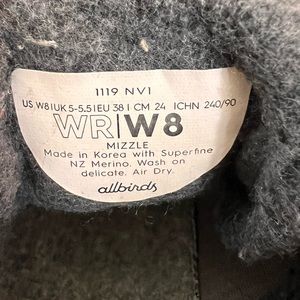 1119 NV1
US W8|UK 5-5.5|EU 38|CM 24 ICHN 240/90
WR|W8
MIZZLE
Made in Korea with Superfine
NZ Merino. Wash on
delicate. Air Dry.
allbirds